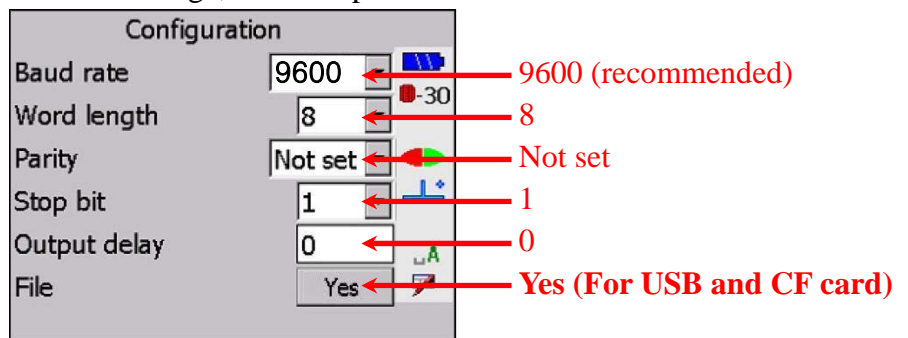 Configuration
Baud rate 9600 9600 (recommended)
-30
Word length 8 8
Parity Not set Not set
Stop bit 1 1
Output delay 0 0
A
File Yes Yes (For USB and CF card)